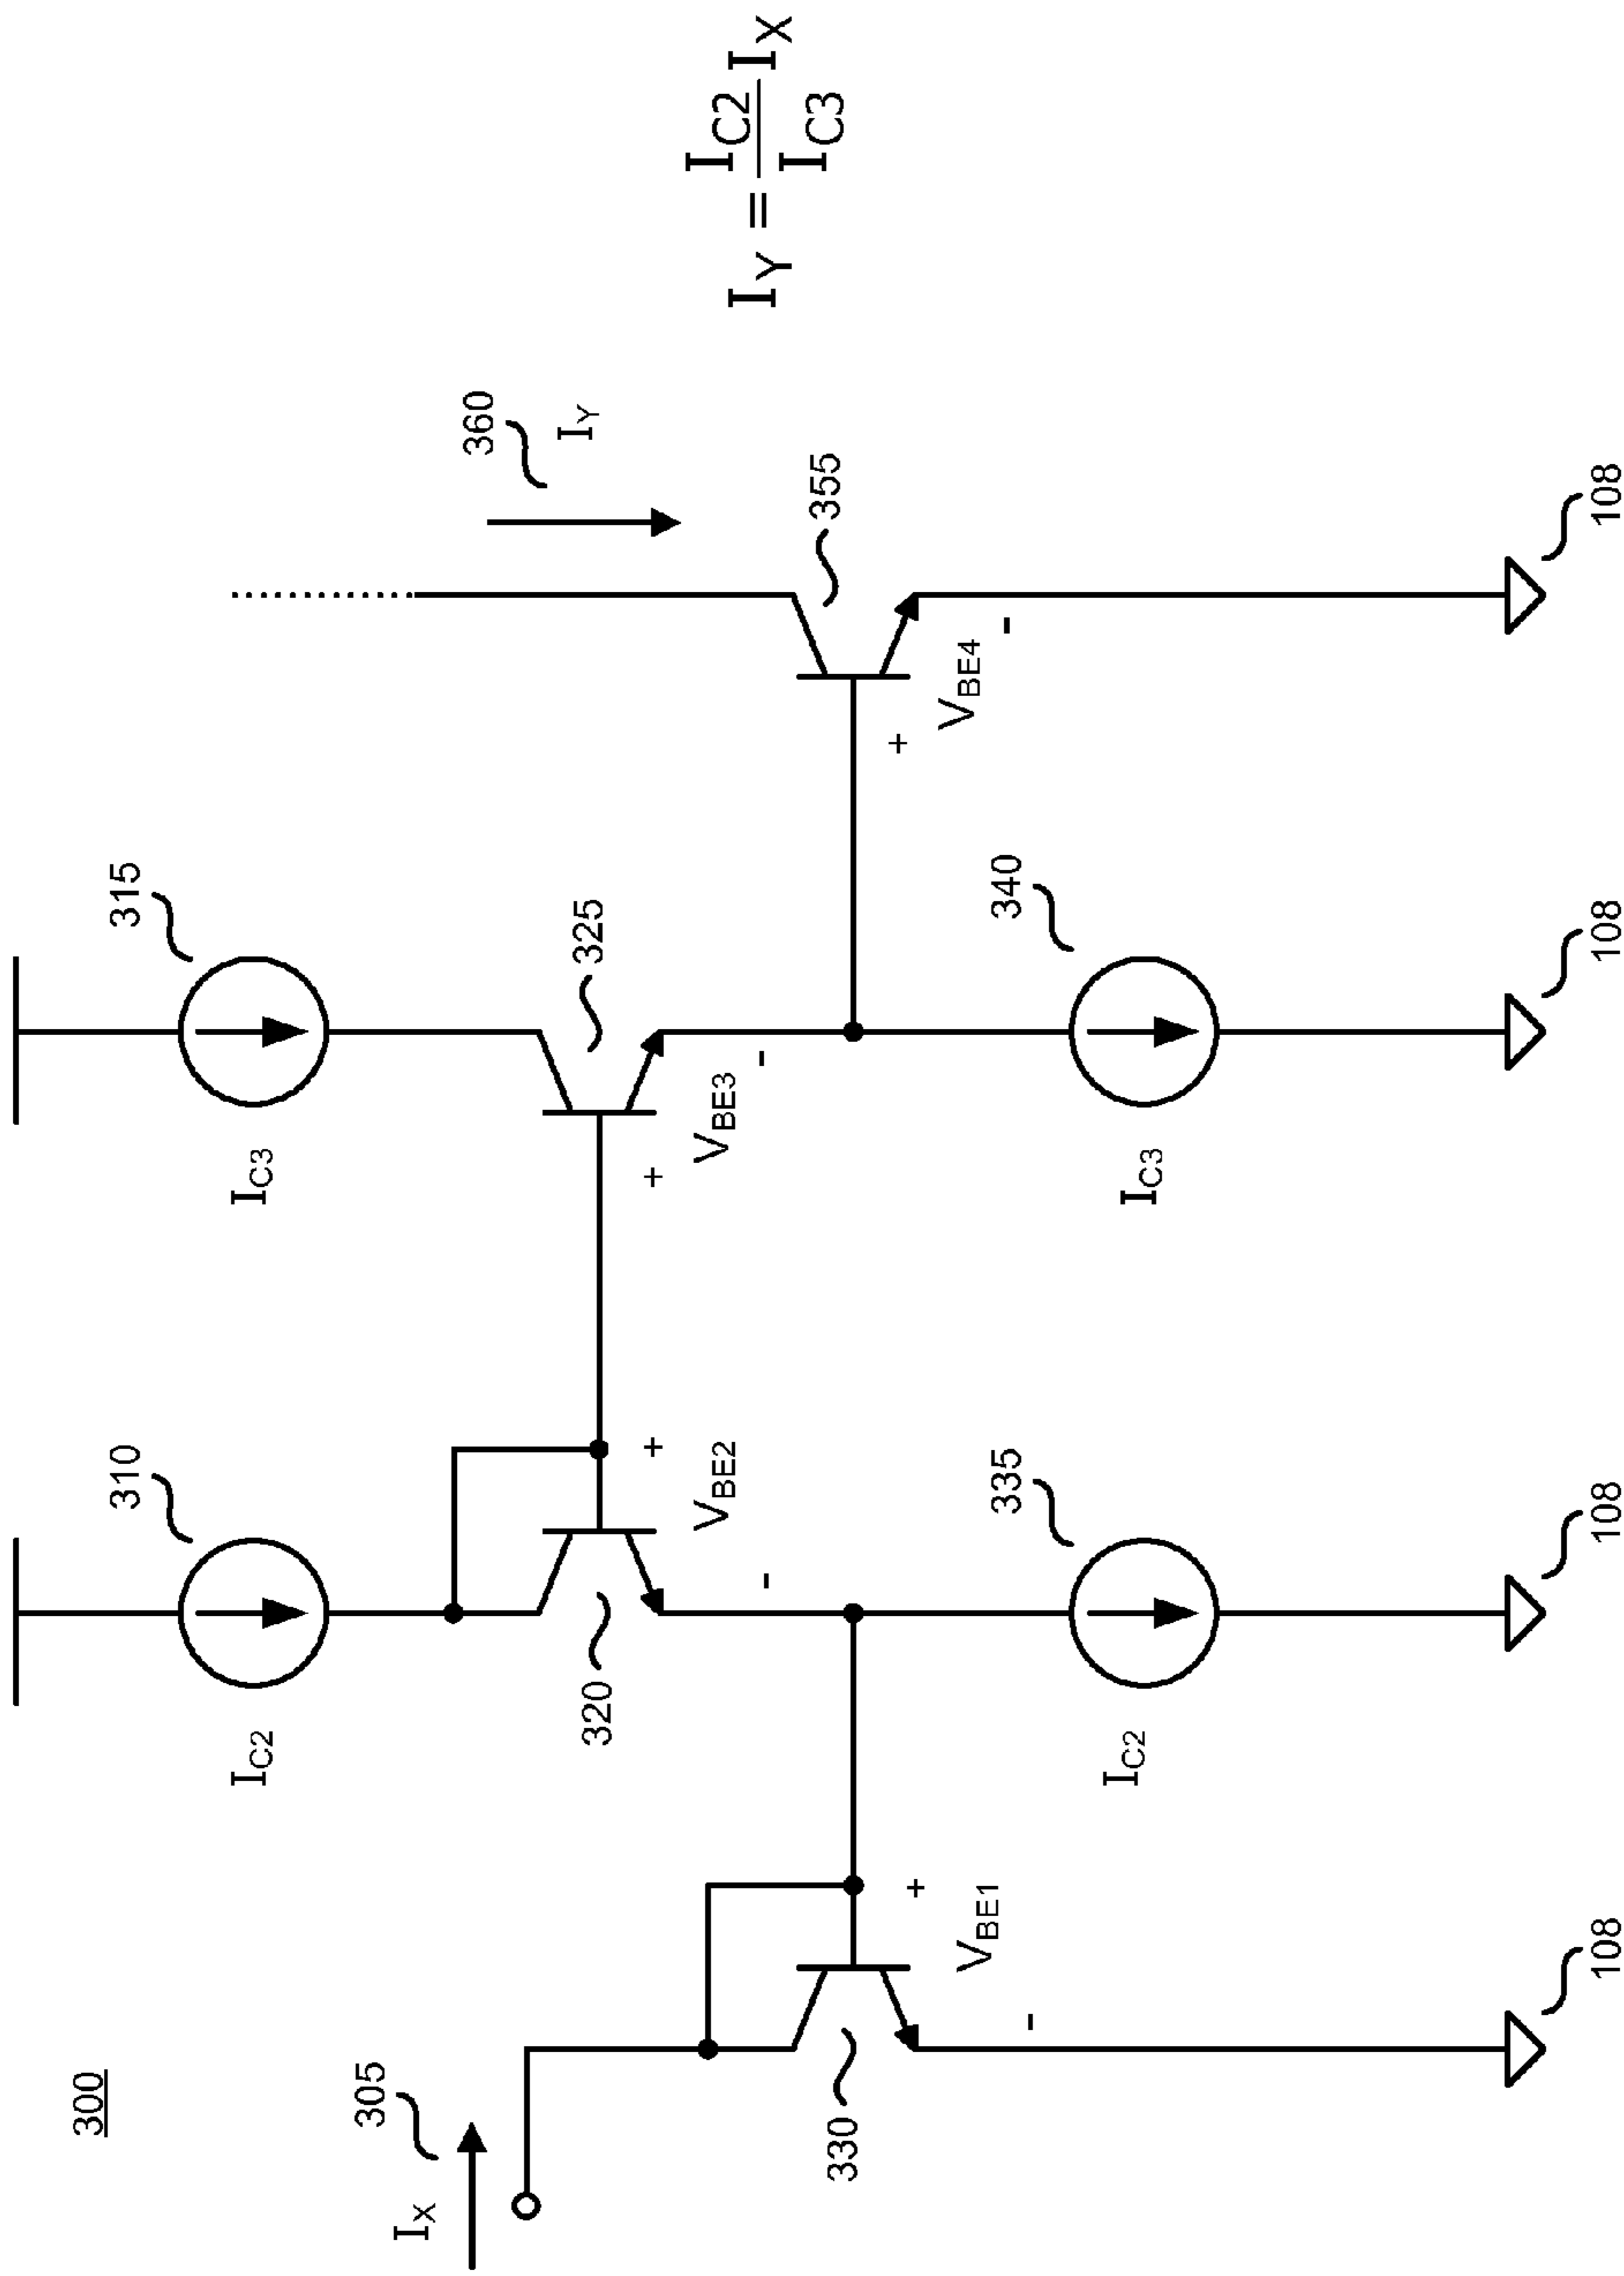 300
310
315
I_C2
I_C3
305
I_X
360
I_Y
320
325
+
+
V_BE2
V_BE3
-
-
I_Y = I_C2/I_C3 I_X
330
355
+
+
V_BE1
V_BE4
-
-
335
340
I_C2
I_C3
108
108
108
108